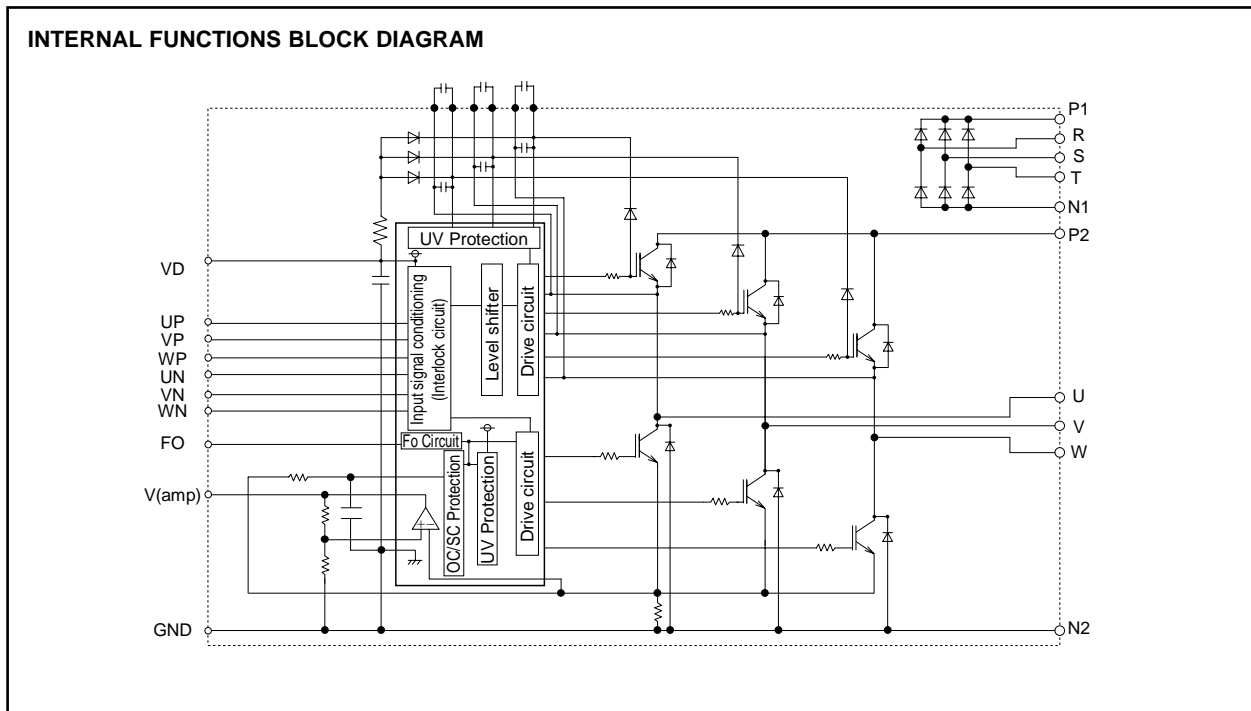 INTERNAL FUNCTIONS BLOCK DIAGRAM
P1
R
S
T
N1
P2
UV Protection
VD
Input signal conditioning
(Interlock circuit)
Level shifter
Drive circuit
UP
VP
WP
UN
VN
WN
U
V
W
FO
Fo Circuit
OC/SC Protection
UV Protection
Drive circuit
V(amp)
+-
GND
N2